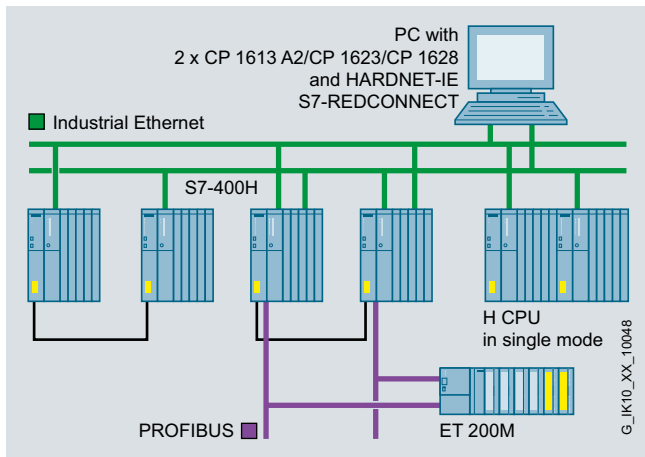 PC with
2 x CP 1613 A2/CP 1623/CP 1628
and HARDNET-IE
S7-REDCONNECT
Industrial Ethernet
S7-400H
H CPU
in single mode
PROFIBUS
ET 200M
G_IK10_XX_10048